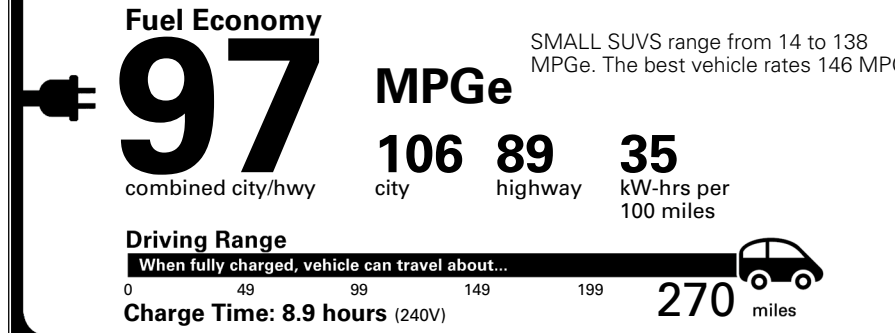 Fuel Economy
97
MPGe
SMALL SUVS range from 14 to 138
MPGe. The best vehicle rates 146
106 89 35
combined city/hwy city highway kW-hrs per
100 miles
Driving Range
When fully charged, vehicle can travel about...
0 49 99 149 199 270 miles
Charge Time: 8.9 hours (240V)